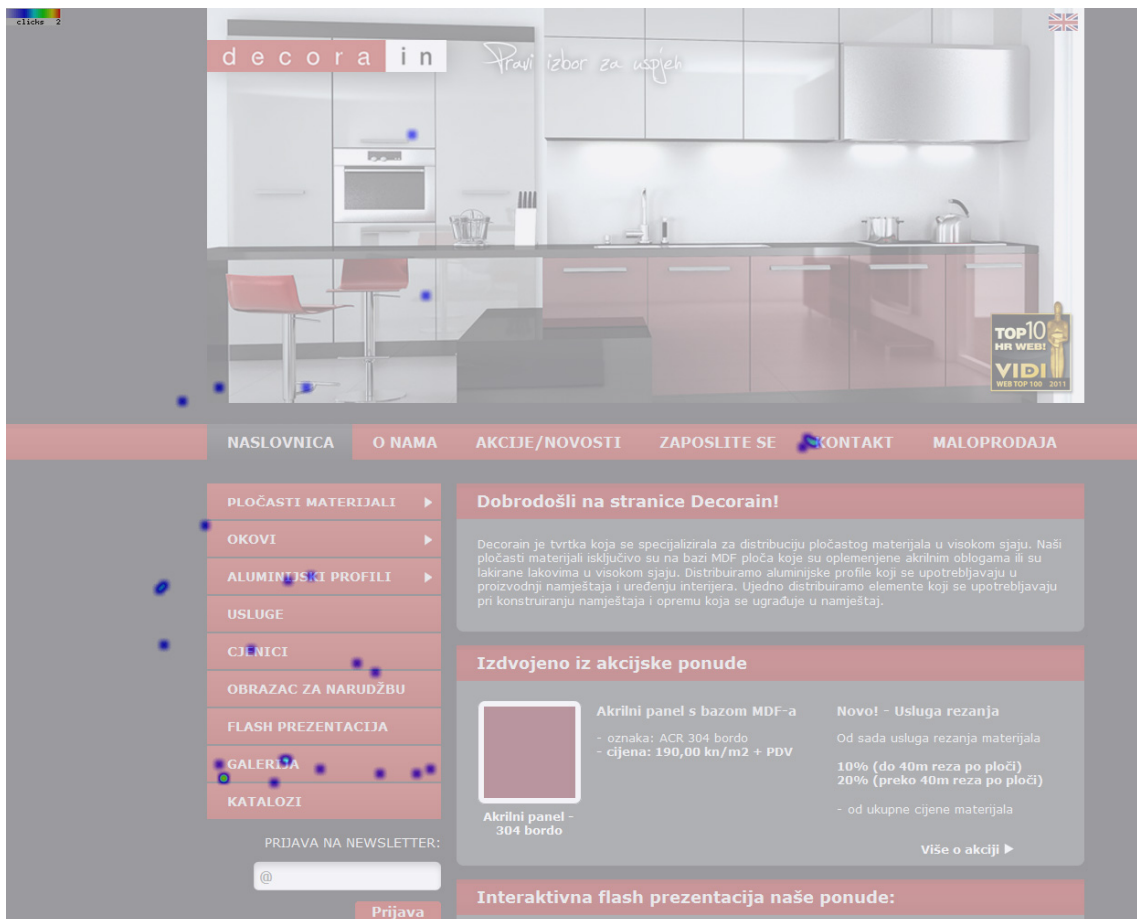 clicks 2
decora in
Pravi izbor za uspjeh
TOP10
HR WEB!
VIDI
WEB TOP 100 2011
NASLOVNICA O NAMA AKCIJE/NOVOSTI ZAPOSLITE SE KONTAKT MALOPRODAJA
PLOČASTI MATERIJALI
OKOVI
ALUMINIJSKI PROFILI
USLUGE
CJENICI
OBRAZAC ZA NARUDŽBU
FLASH PREZENTACIJA
GALERIJA
KATALOZI
PRIJAVA NA NEWSLETTER:
@
Prijava
Dobrodošli na stranice Decorain!
Decorain je tvrtka koja se specijalizirala za distribuciju pločastog materijala u visokom sjaju. Naši
pločasti materijali isključivo su na bazi MDF ploča koje su oplemenjene akrilnim oblogama ili su
lakirane lakovima u visokom sjaju. Distribuiramo aluminijske profile koji se upotrebljavaju u
proizvodnji namještaja i uređenju interijera. Ujedno distribuiramo elemente koji se upotrebljavaju
pri konstruiranju namještaja i opremu koja se ugrađuje u namještaj.
Izdvojeno iz akcijske ponude
Akrilni panel s bazom MDF-a
- oznaka: ACR 304 bordo
- cijena: 190,00 kn/m2 + PDV
Akrilni panel -
304 bordo
Novo! - Usluga rezanja
Od sada usluga rezanja materijala
10% (do 40m reza po ploči)
20% (preko 40m reza po ploči)
- od ukupne cijene materijala
Više o akciji
Interaktivna flash prezentacija naše ponude: